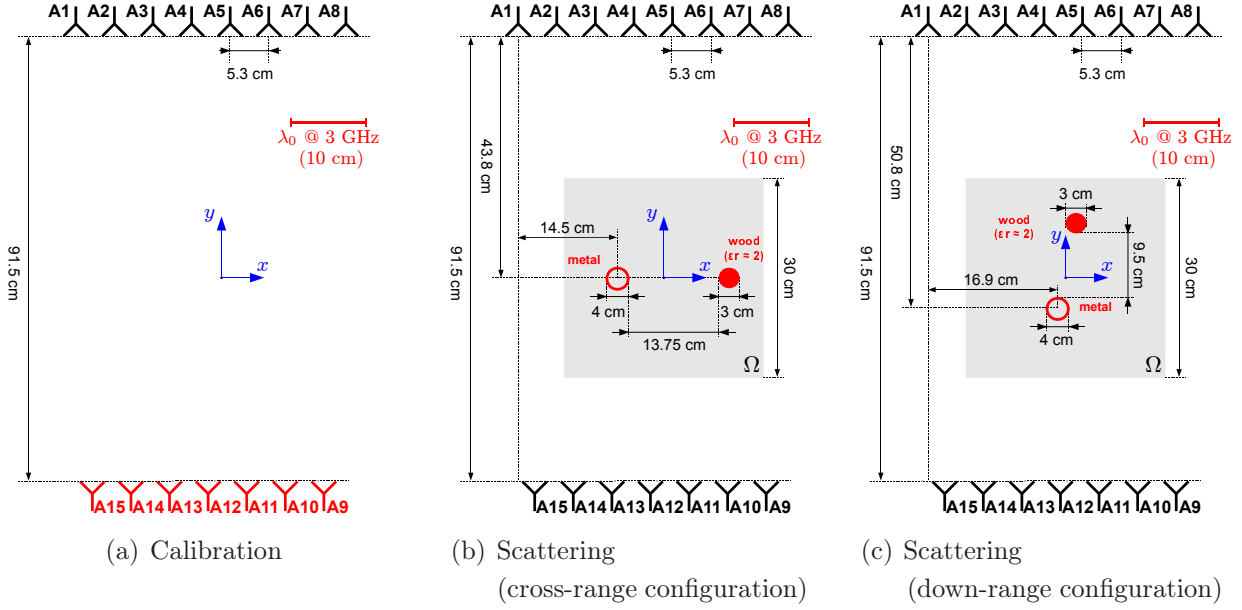 A1 A2 A3 A4 A5 A6 A7 A8
5.3 cm
λ0 @ 3 GHz
(10 cm)
91.5 cm
y
x
A15 A14 A13 A12 A11 A10 A9
(a) Calibration
A1 A2 A3 A4 A5 A6 A7 A8
5.3 cm
λ0 @ 3 GHz
(10 cm)
43.8 cm
91.5 cm
14.5 cm
y
x
wood
(εr ≈ 2)
metal
4 cm
3 cm
13.75 cm
30 cm
Ω
A15 A14 A13 A12 A11 A10 A9
(b) Scattering
(cross-range configuration)
A1 A2 A3 A4 A5 A6 A7 A8
5.3 cm
λ0 @ 3 GHz
(10 cm)
50.8 cm
91.5 cm
3 cm
wood
(εr ≈ 2)
y
x
9.5 cm
16.9 cm
metal
4 cm
30 cm
Ω
A15 A14 A13 A12 A11 A10 A9
(c) Scattering
(down-range configuration)